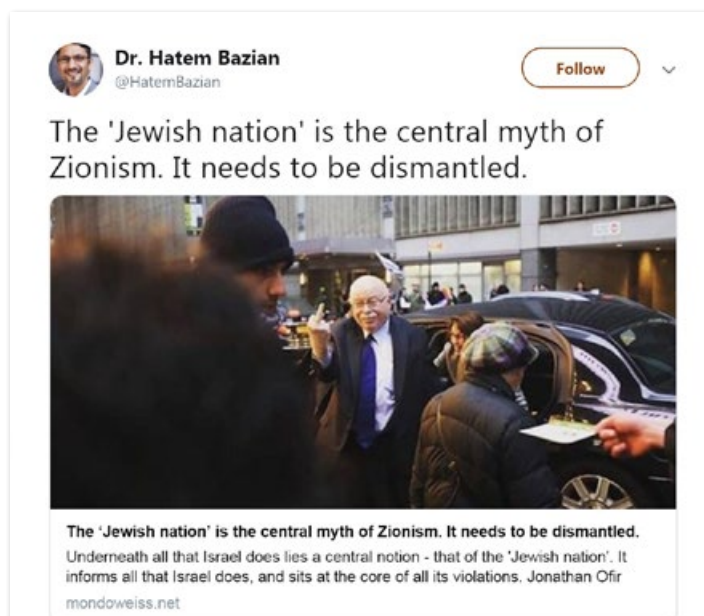 Dr. Hatem Bazian
@HatemBazian
Follow
The 'Jewish nation' is the central myth of
Zionism. It needs to be dismantled.
The 'Jewish nation' is the central myth of Zionism. It needs to be dismantled.
Underneath all that Israel does lies a central notion - that of the 'Jewish nation'. It
informs all that Israel does, and sits at the core of all its violations. Jonathan Ofir
mondoweiss.net